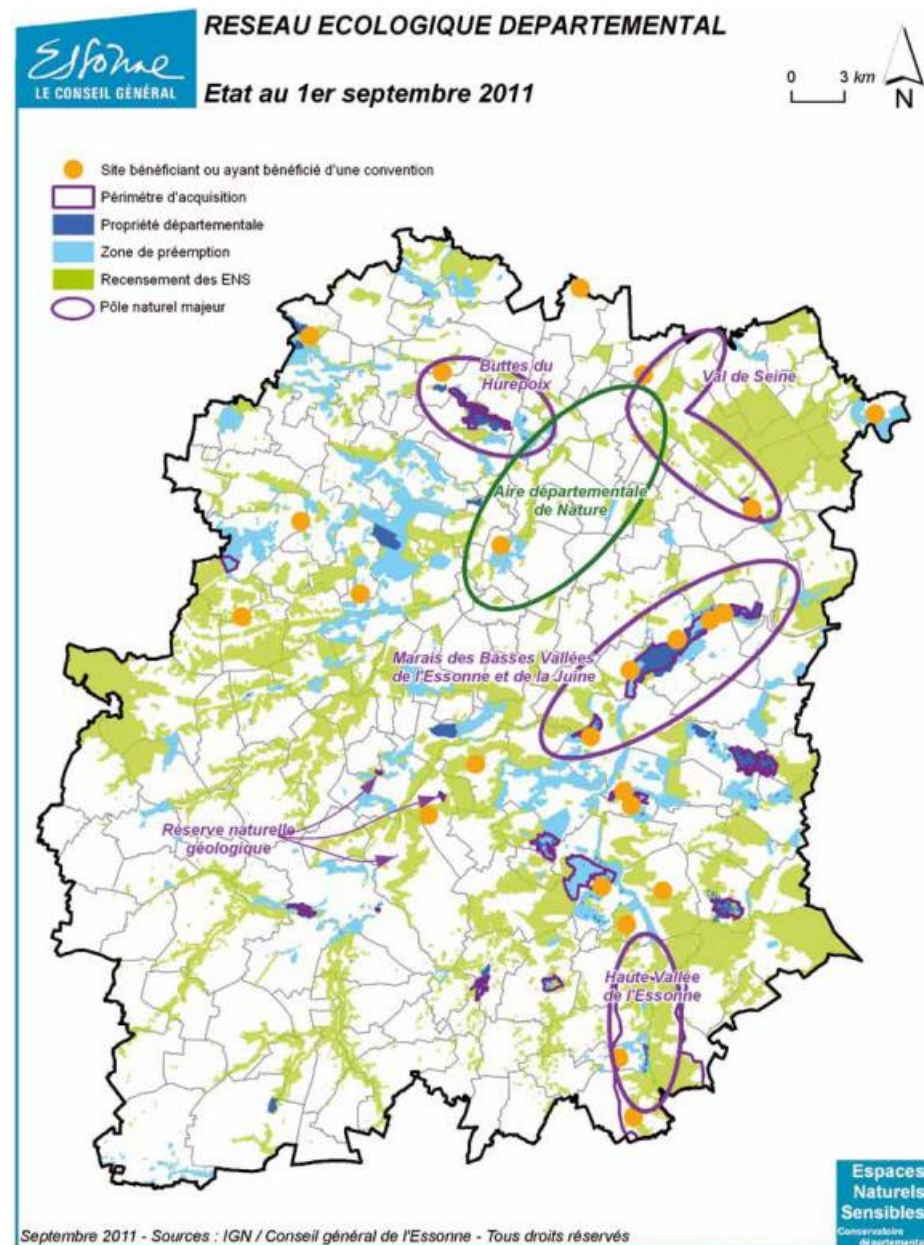 RESEAU ECOLOGIQUE DEPARTEMENTAL
Essonne
LE CONSEIL GÉNÉRAL
Etat au 1er septembre 2011
0 3 km
N
Site bénéficiant ou ayant bénéficié d'une convention
Périmètre d'acquisition
Propriété départementale
Zone de préemption
Recensement des ENS
Pôle naturel majeur
Buttes du
Hurepoix
Val de Seine
Aire départementale
de Nature
Marais des Basses Vallées
de l'Essonne et de la Juine
Réserve naturelle
géologique
Haute Vallée
de l'Essonne
Espaces
Naturels
Sensibles
Conservatoire
départementa
Septembre 2011 - Sources : IGN / Conseil général de l'Essonne - Tous droits réservés